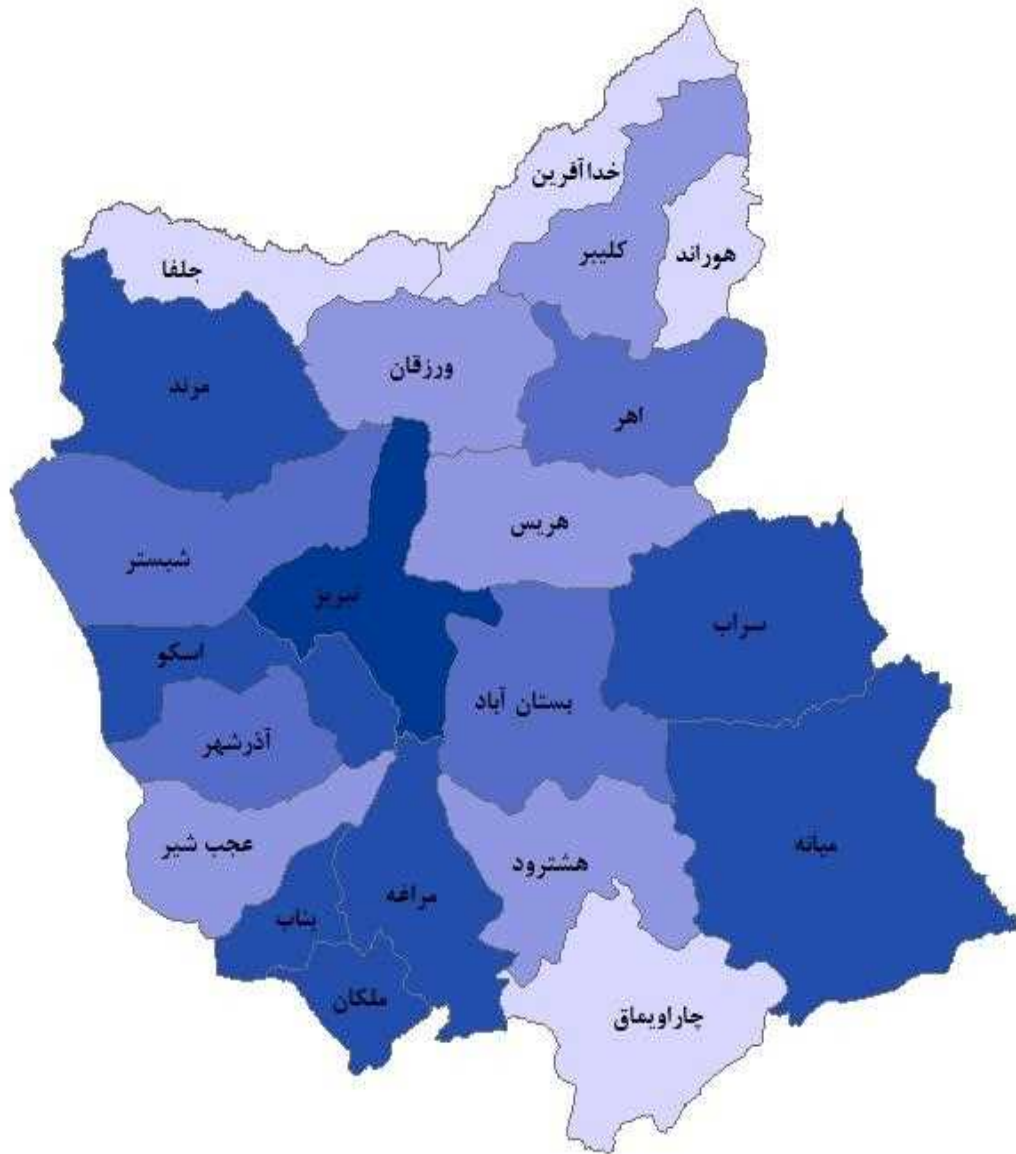 خداآفرین
کلیبر
هوراند
جلفا
ورزقان
مرند
اهر
هریس
شبستر
تبریز
سراب
اسکو
بستان آباد
آذرشهر
میانه
عجب شیر
هشترود
مراغه
بناب
ملکان
چاراویماق